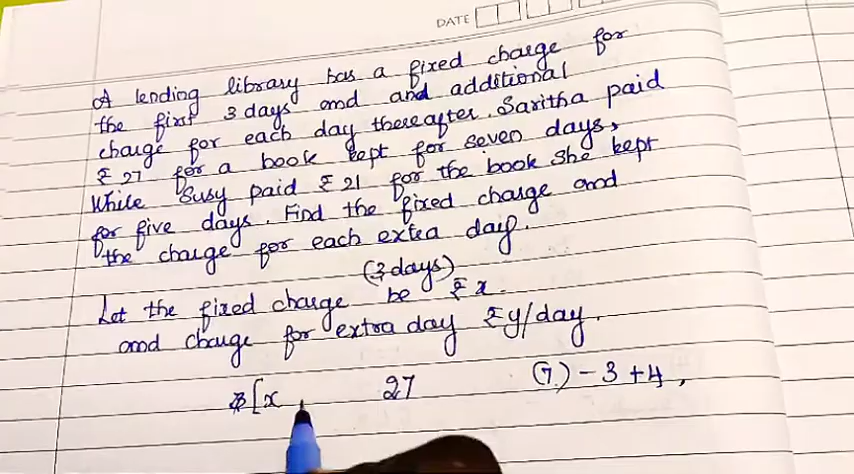 DATE
A lending library has a fixed charge for
the first 3 days and and additional
charge for each day thereafter. Saritha paid
₹ 27 for a book kept for seven days,
While Susy paid ₹ 21 for the book she kept
for five days. Find the fixed charge and
the charge for each extra day.
(3 days)
Let the fixed charge be ₹ x.
and charge for extra day ₹ y/day.
[x 27 (7) - 3 + 4,